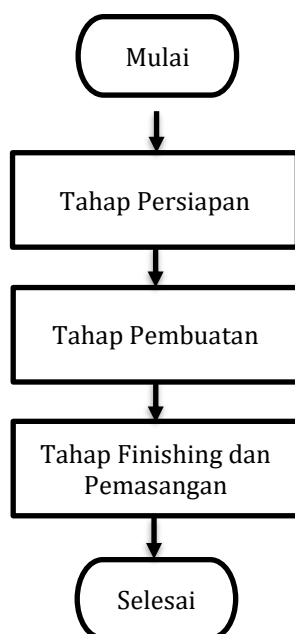 Mulai
Tahap Persiapan
Tahap Pembuatan
Tahap Finishing dan
Pemasangan
Selesai